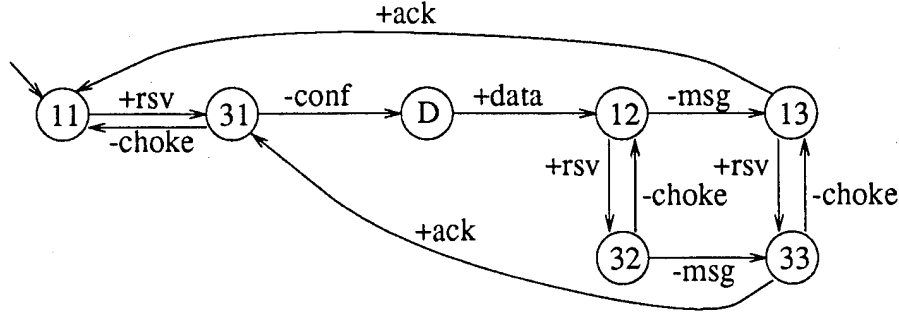 +ack
11
+rsv
-choke
31
-conf
D
+data
12
-msg
13
+rsv
-choke
+rsv
-choke
+ack
32
-msg
33